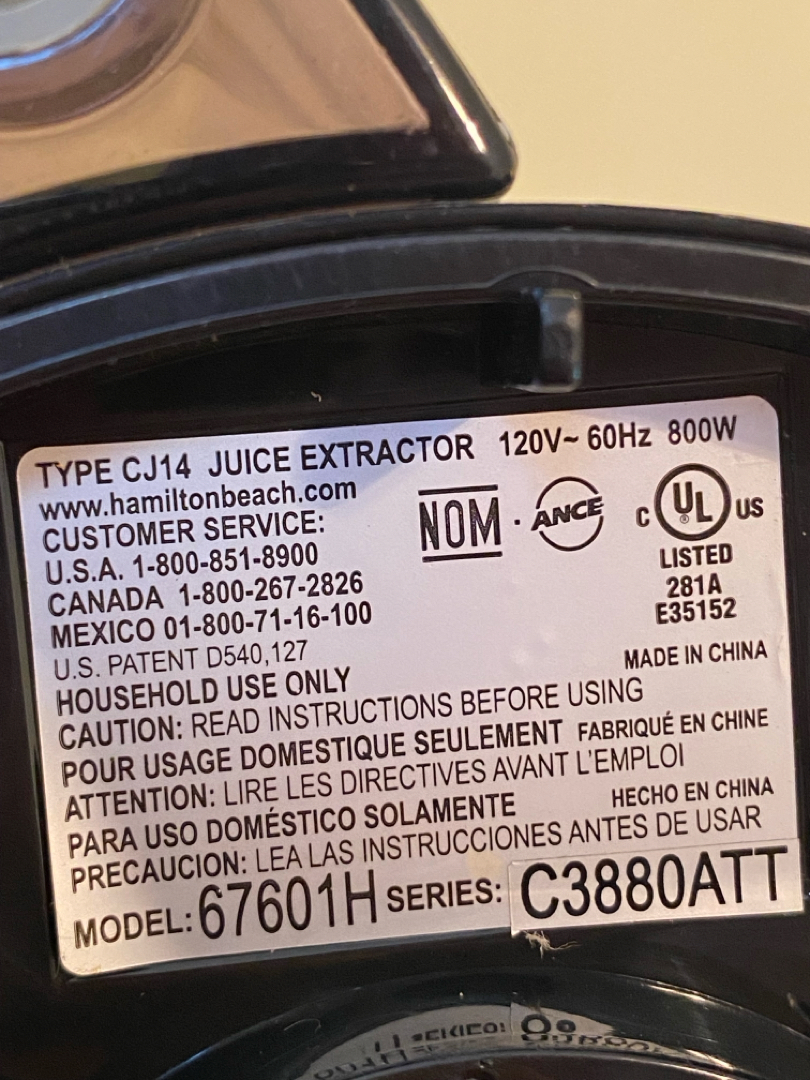 TYPE CJ14 JUICE EXTRACTOR 120V~ 60Hz 800W
www.hamiltonbeach.com
CUSTOMER SERVICE:
U.S.A. 1-800-851-8900
CANADA 1-800-267-2826
MEXICO 01-800-71-16-100
NOM · ANCE
C UL® US
LISTED
281A
E35152
U.S. PATENT D540,127
MADE IN CHINA
HOUSEHOLD USE ONLY
CAUTION: READ INSTRUCTIONS BEFORE USING
POUR USAGE DOMESTIQUE SEULEMENT FABRIQUÉ EN CHINE
ATTENTION: LIRE LES DIRECTIVES AVANT L'EMPLOI
PARA USO DOMÉSTICO SOLAMENTE HECHO EN CHINA
PRECAUCION: LEA LAS INSTRUCCIONES ANTES DE USAR
MODEL: 67601H SERIES: C3880ATT